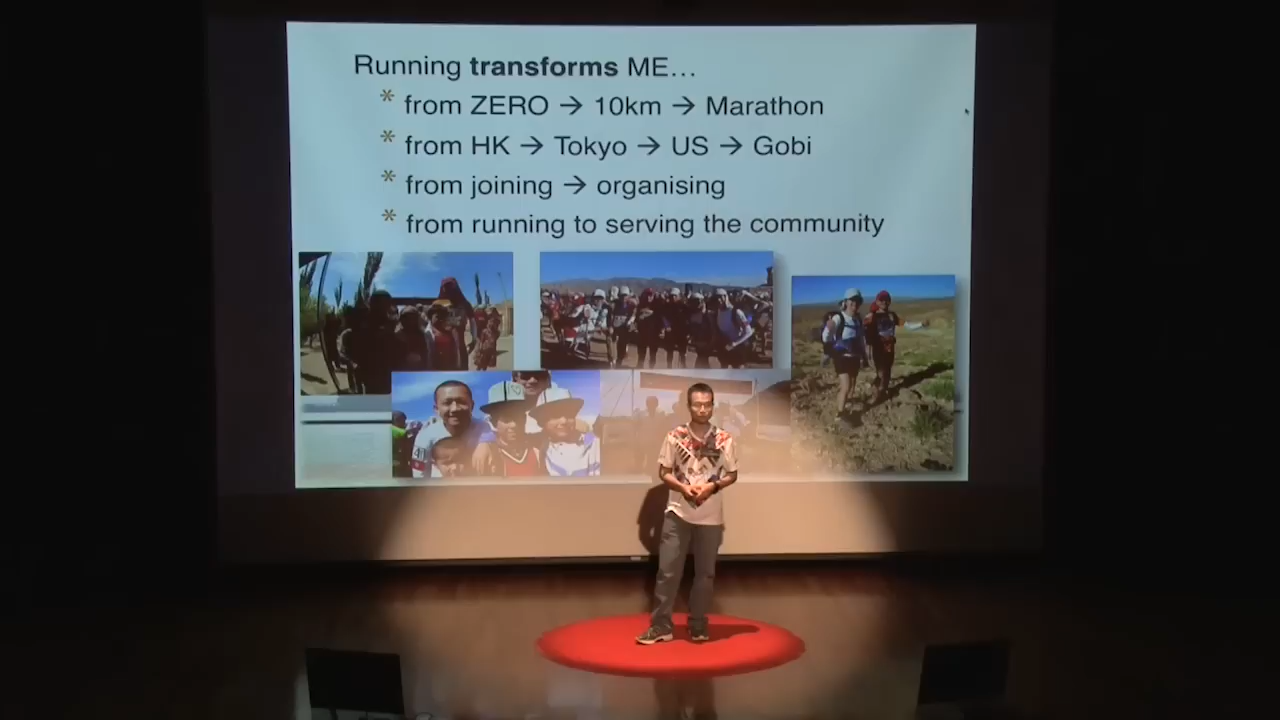 Running transforms ME…
* from ZERO → 10km → Marathon
* from HK → Tokyo → US → Gobi
* from joining → organising
* from running to serving the community